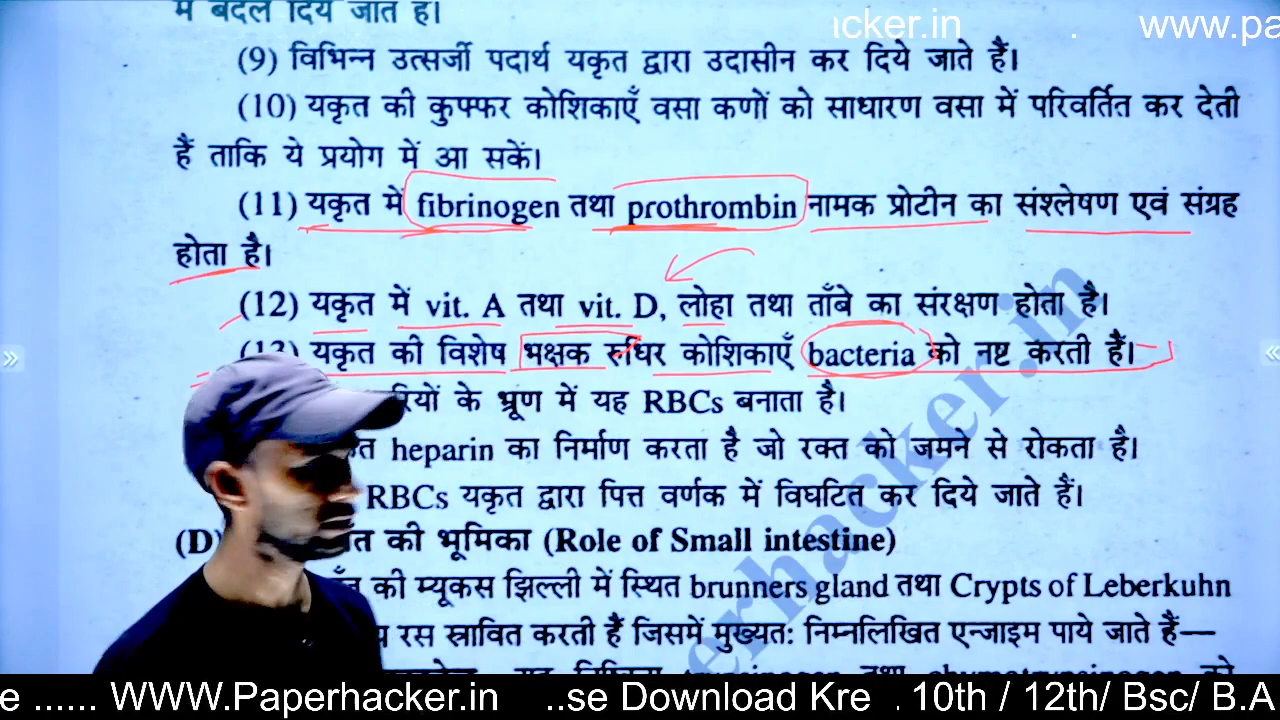 cker.in . www.pa
में बदल दिये जाते हैं।
(9) विभिन्न उत्सर्जी पदार्थ यकृत द्वारा उदासीन कर दिये जाते हैं।
(10) यकृत की कुफ्फर कोशिकाएँ वसा कणों को साधारण वसा में परिवर्तित कर देती
हैं ताकि ये प्रयोग में आ सकें।
(11) यकृत में fibrinogen तथा prothrombin नामक प्रोटीन का संश्लेषण एवं संग्रह
होता है।
(12) यकृत में vit. A तथा vit. D, लोहा तथा ताँबे का संरक्षण होता है।
(13) यकृत की विशेष भक्षक रुधिर कोशिकाएँ bacteria को नष्ट करती हैं।
के भ्रूण में यह RBCs बनाता है।
heparin का निर्माण करता है जो रक्त को जमने से रोकता है।
RBCs यकृत द्वारा पित्त वर्णक में विघटित कर दिये जाते हैं।
(D) की भूमिका (Role of Small intestine)
की म्यूकस झिल्ली में स्थित brunners gland तथा Crypts of Leberkuhn
रस स्रावित करती हैं जिसमें मुख्यत: निम्नलिखित एन्जाइम पाये जाते हैं—
erhacker.in
e ...... WWW.Paperhacker.in ..se Download Kre . 10th / 12th/ Bsc/ B.A